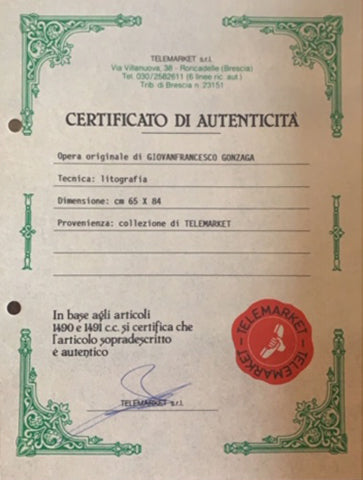 TELEMARKET s.r.l.
Via Villanuova, 38 - Roncadelle (Brescia)
Tel. 030/2582611 (6 linee ric. aut.)
Trib. di Brescia n. 23151
CERTIFICATO DI AUTENTICITA'
Opera originale di GIOVANFRANCESCO GONZAGA
Tecnica: litografia
Dimensione: cm 65 X 84
Provenienza: collezione di TELEMARKET
In base agli articoli
1490 e 1491 c.c. si certifica che
l'articolo sopradescritto
è autentico
TELEMARKET
TELEMARKET
TELEMARKET s.r.l.